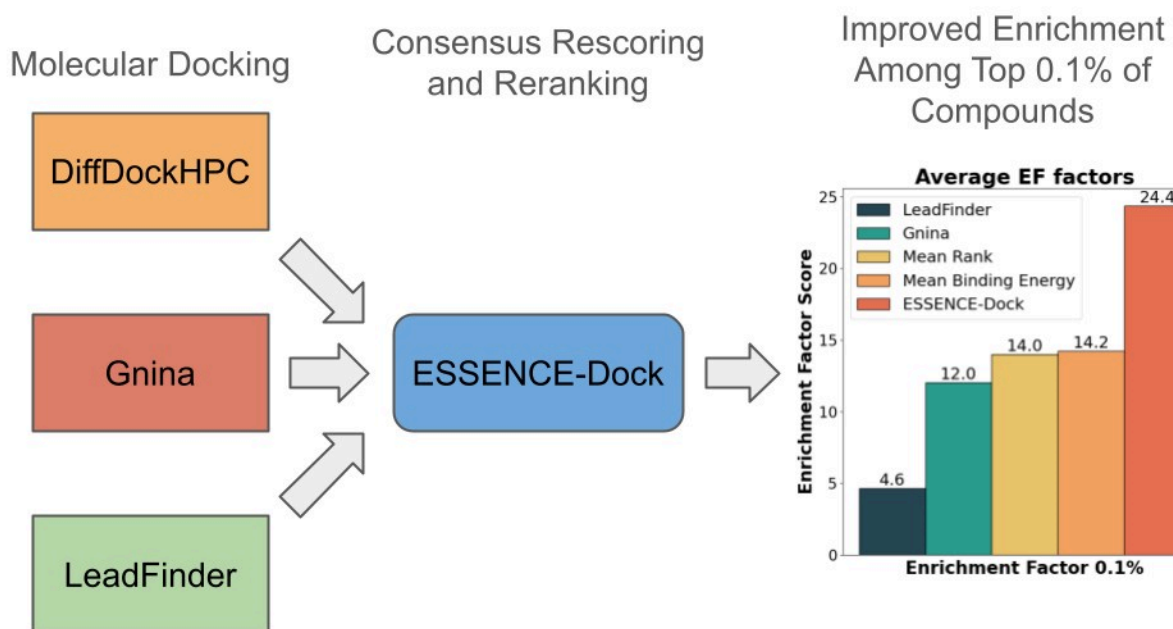 Molecular Docking
Consensus Rescoring
and Reranking
Improved Enrichment
Among Top 0.1% of
Compounds
DiffDockHPC
Gnina
LeadFinder
ESSENCE-Dock
Average EF factors
Enrichment Factor Score
25
20
15
10
5
0
LeadFinder
Gnina
Mean Rank
Mean Binding Energy
ESSENCE-Dock
4.6
12.0
14.0
14.2
24.4
Enrichment Factor 0.1%